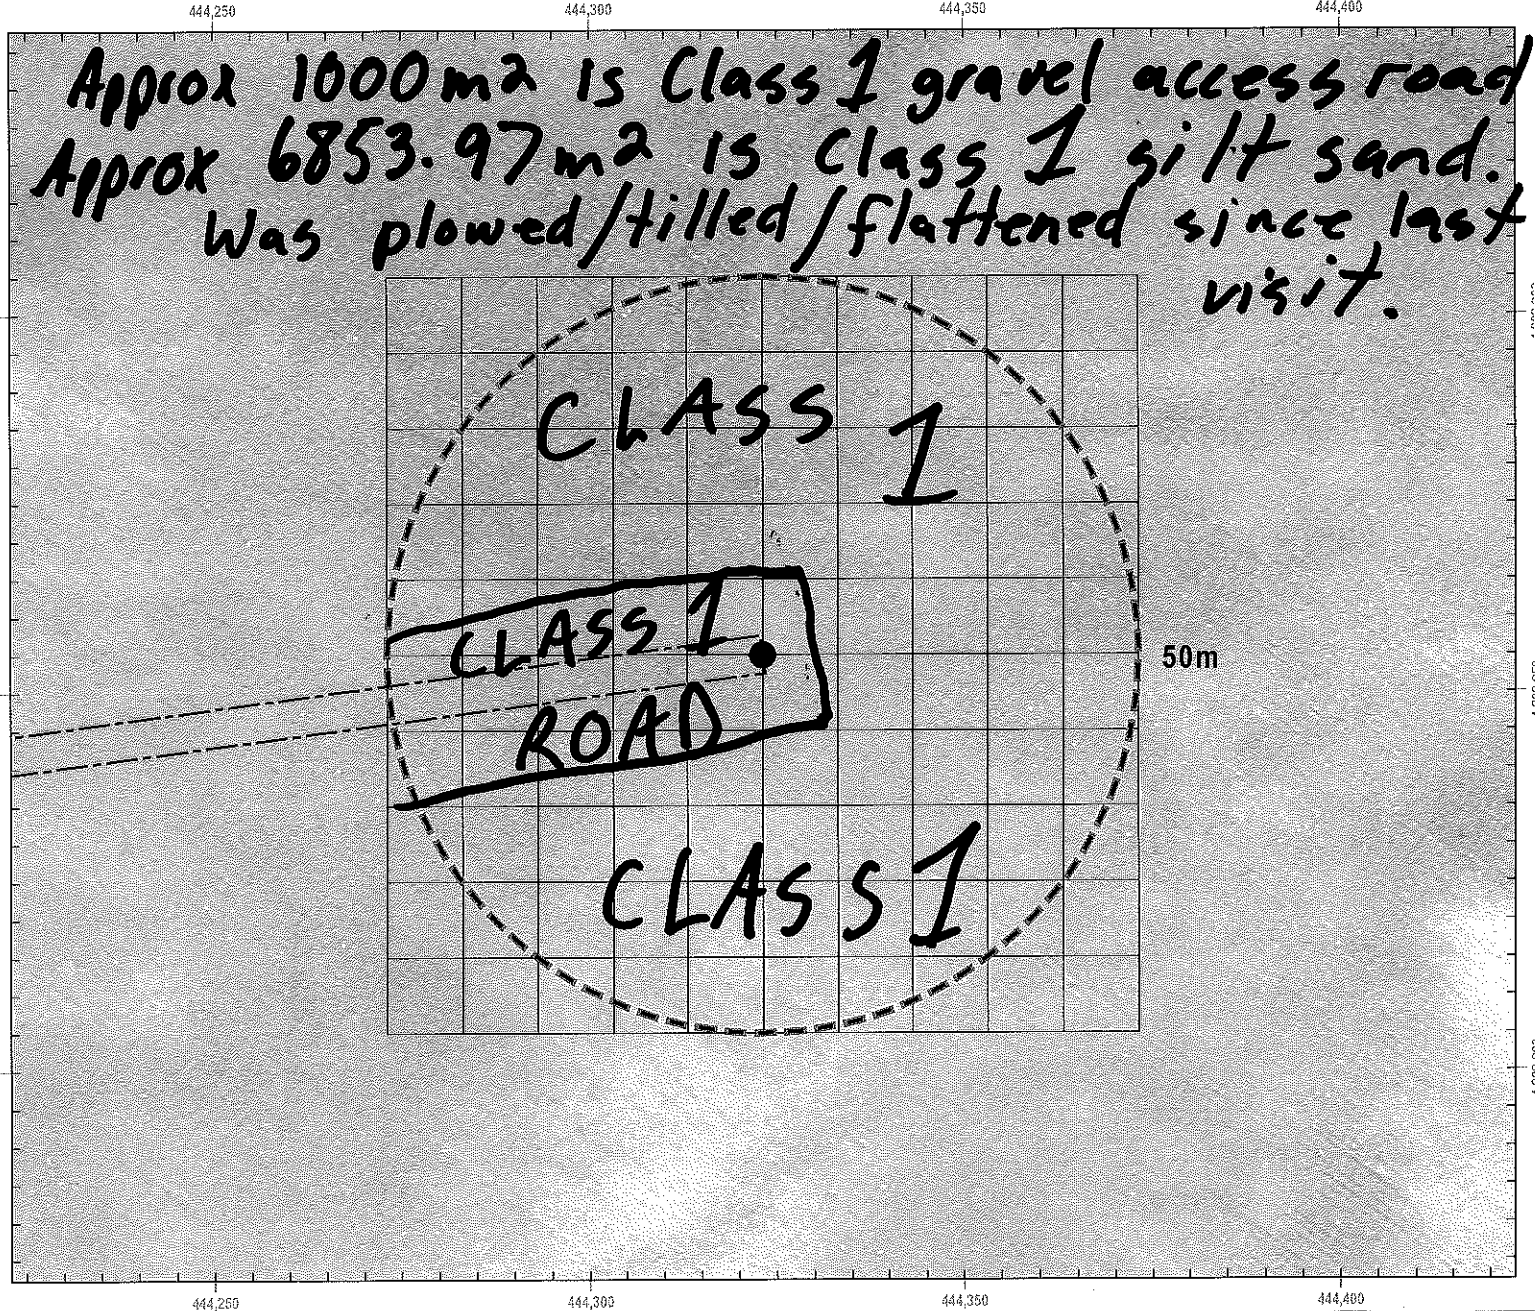 444,250 444,300 444,350 444,400
Approx 1000m2 is Class 1 gravel access road
Approx 6853.97m2 is Class 1 silt sand.
Was plowed/tilled/flattened since last
visit.
CLASS 1
CLASS 1
50m
ROAD
CLASS 1
444,250 444,300 444,350 444,400